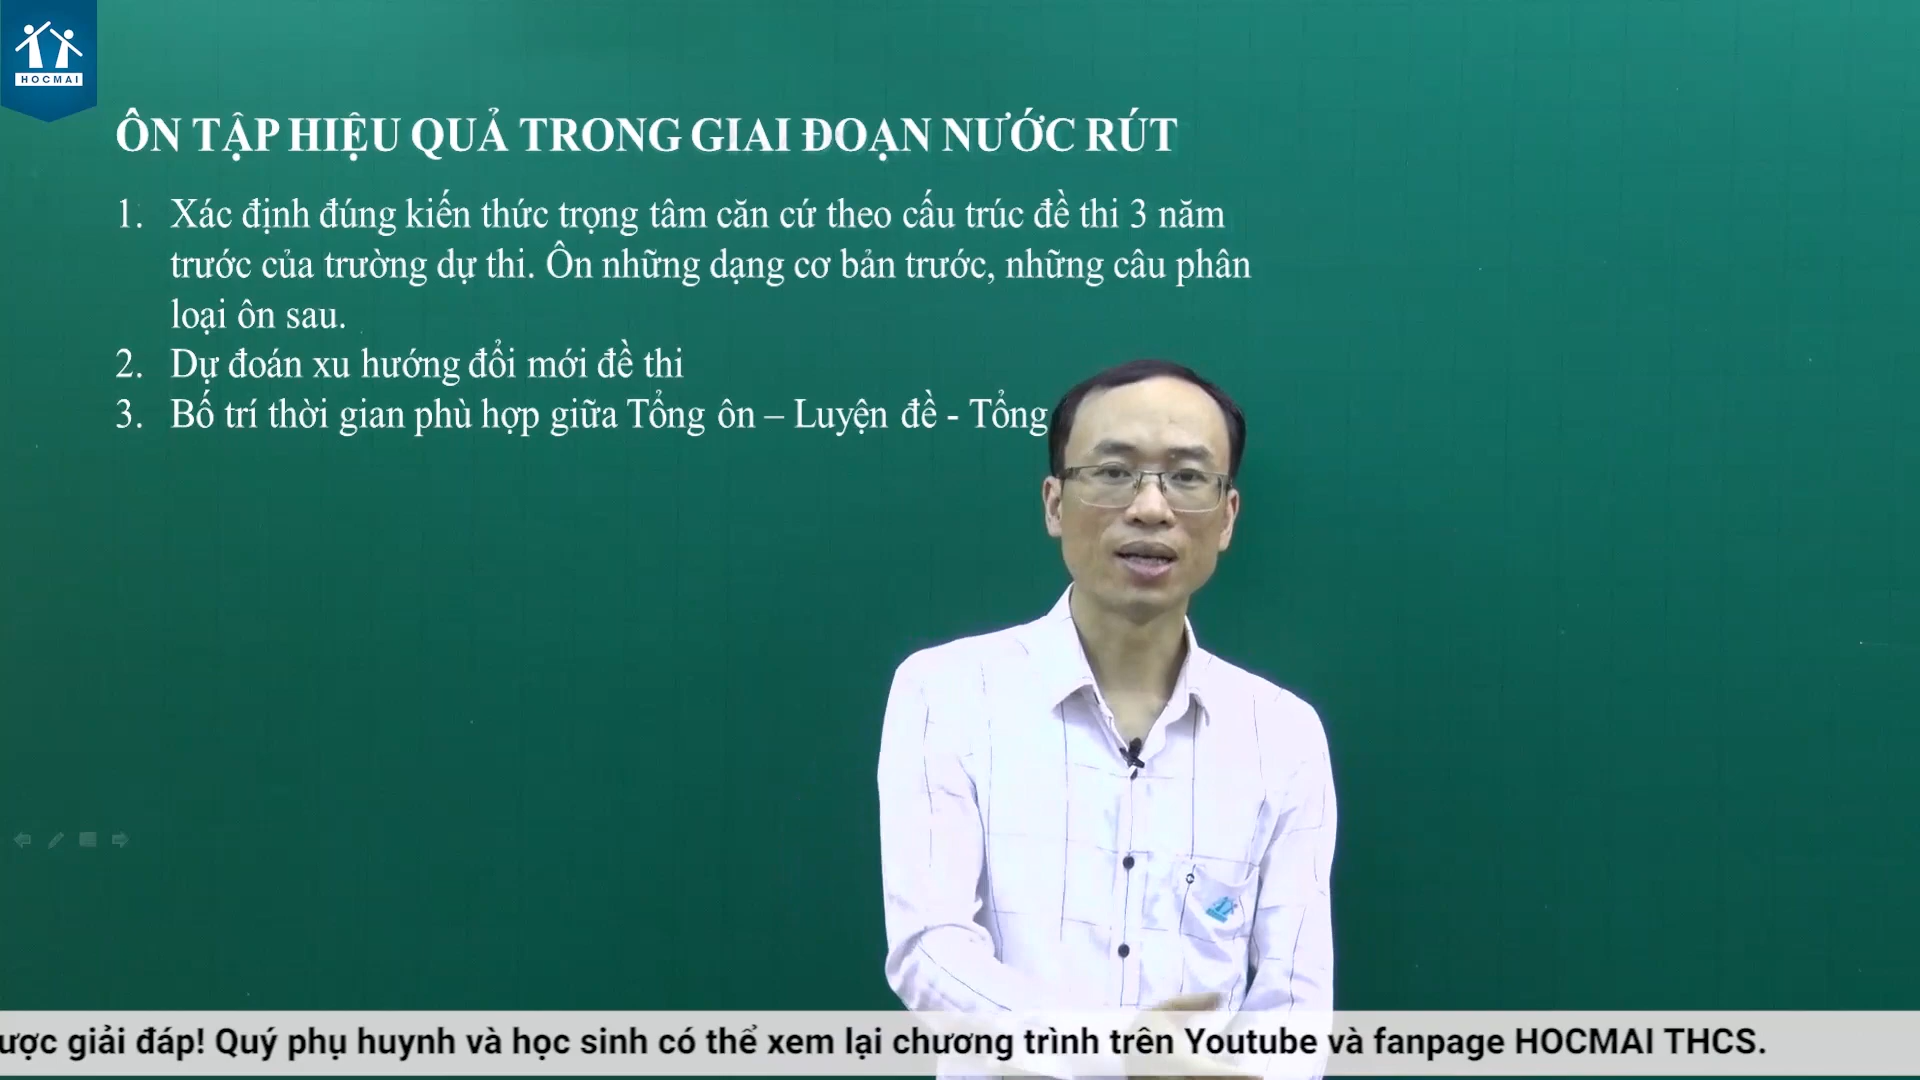 HOCMAI
ÔN TẬP HIỆU QUẢ TRONG GIAI ĐOẠN NƯỚC RÚT
1. Xác định đúng kiến thức trọng tâm căn cứ theo cấu trúc đề thi 3 năm
trước của trường dự thi. Ôn những dạng cơ bản trước, những câu phân
loại ôn sau.
2. Dự đoán xu hướng đổi mới đề thi
3. Bố trí thời gian phù hợp giữa Tổng ôn – Luyện đề - Tổng
ược giải đáp! Quý phụ huynh và học sinh có thể xem lại chương trình trên Youtube và fanpage HOCMAI THCS.